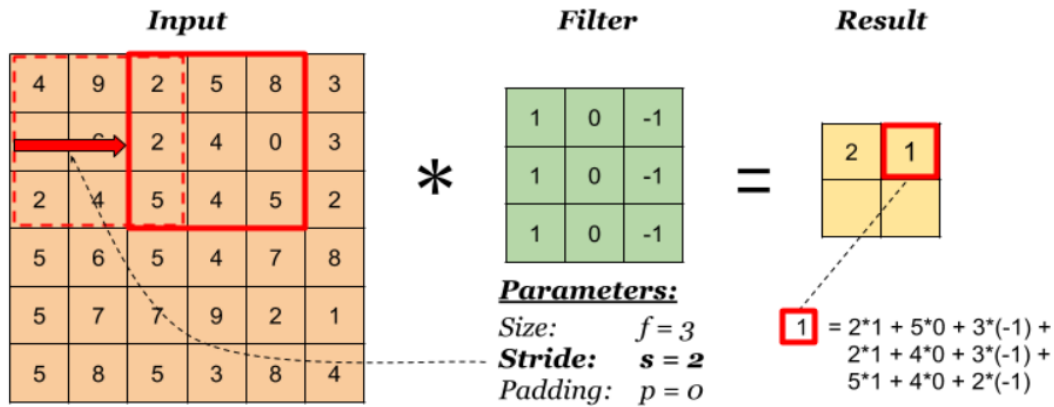 Input Filter Result
4 9 2 5 8 3
2 4 0 3
2 4 5 4 5 2
5 6 5 4 7 8
5 7 7 9 2 1
5 8 5 3 8 4
*
1 0 -1
1 0 -1
1 0 -1
=
2 1
Parameters:
Size: f = 3
Stride: s = 2
Padding: p = 0
1 = 2*1 + 5*0 + 3*(-1) +
2*1 + 4*0 + 3*(-1) +
5*1 + 4*0 + 2*(-1)